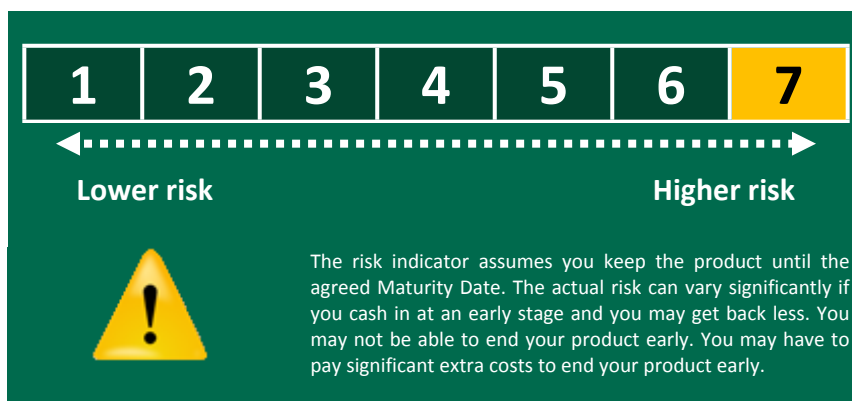 1 2 3 4 5 6 7
Lower risk Higher risk
The risk indicator assumes you keep the product until the
agreed Maturity Date. The actual risk can vary significantly if
you cash in at an early stage and you may get back less. You
may not be able to end your product early. You may have to
pay significant extra costs to end your product early.